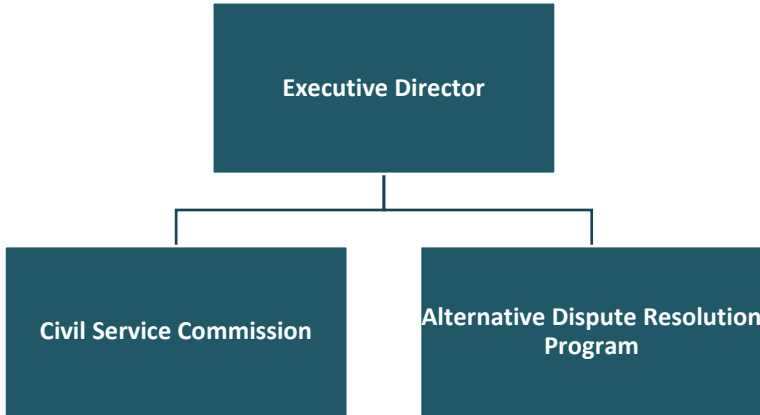 Executive Director
Civil Service Commission
Alternative Dispute Resolution
Program